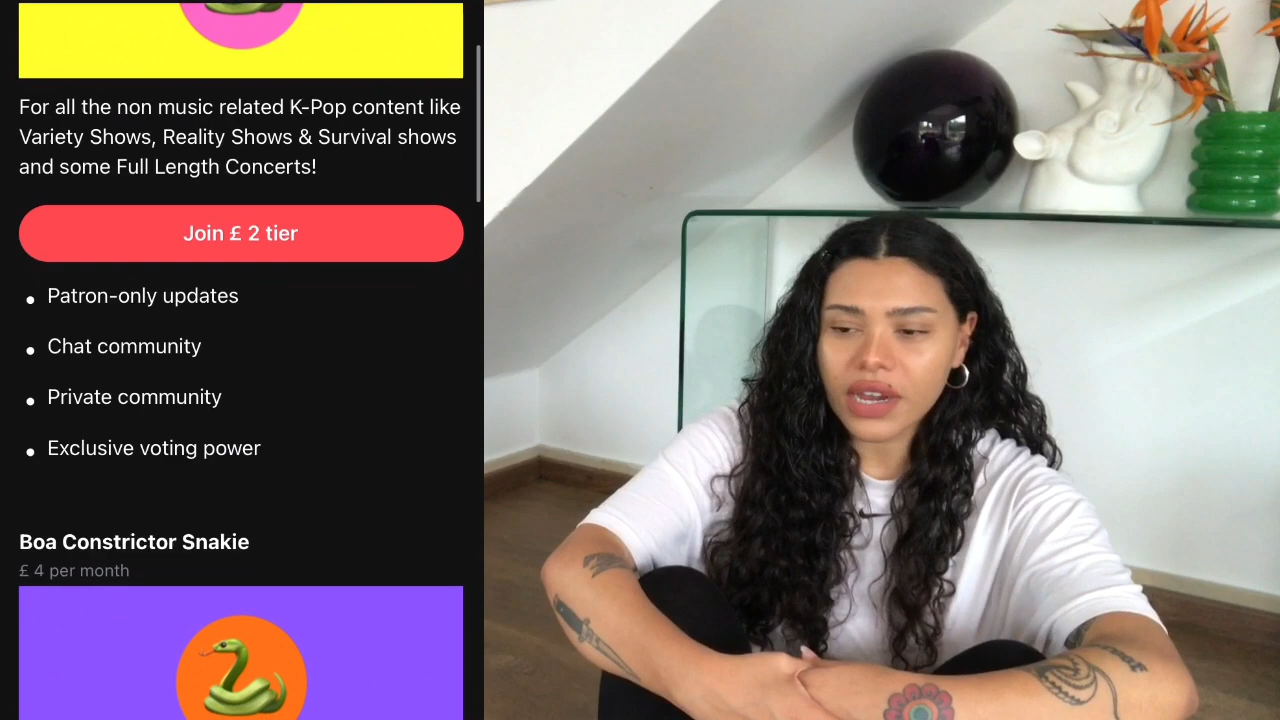 For all the non music related K-Pop content like
Variety Shows, Reality Shows & Survival shows
and some Full Length Concerts!
Join £ 2 tier
Patron-only updates
Chat community
Private community
Exclusive voting power
Boa Constrictor Snakie
£ 4 per month